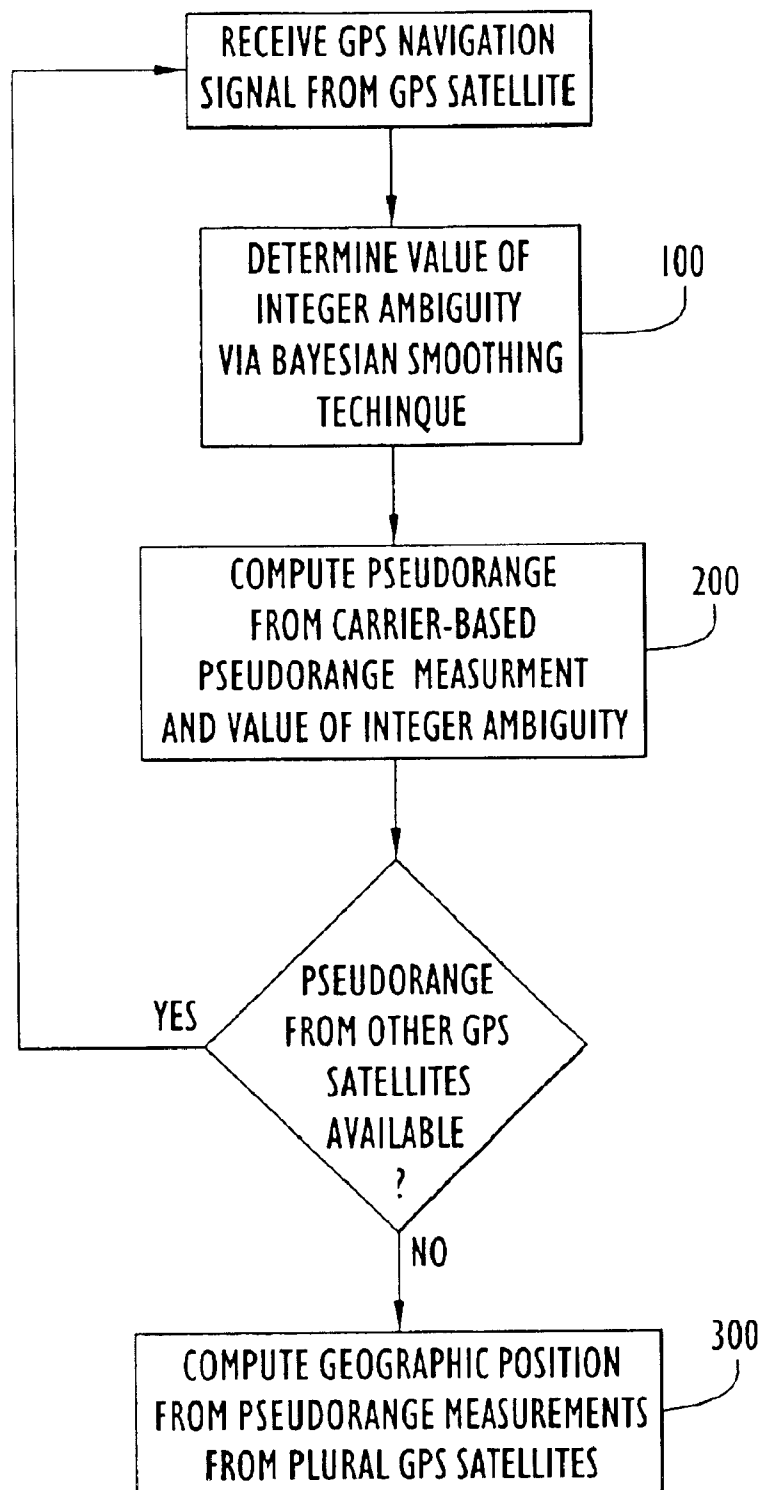 RECEIVE GPS NAVIGATION
SIGNAL FROM GPS SATELLITE
DETERMINE VALUE OF
INTEGER AMBIGUITY
VIA BAYESIAN SMOOTHING
TECHINQUE
100
COMPUTE PSEUDORANGE
FROM CARRIER-BASED
PSEUDORANGE MEASURMENT
AND VALUE OF INTEGER AMBIGUITY
200
PSEUDORANGE
FROM OTHER GPS
SATELLITES
AVAILABLE
?
YES
NO
COMPUTE GEOGRAPHIC POSITION
FROM PSEUDORANGE MEASUREMENTS
FROM PLURAL GPS SATELLITES
300